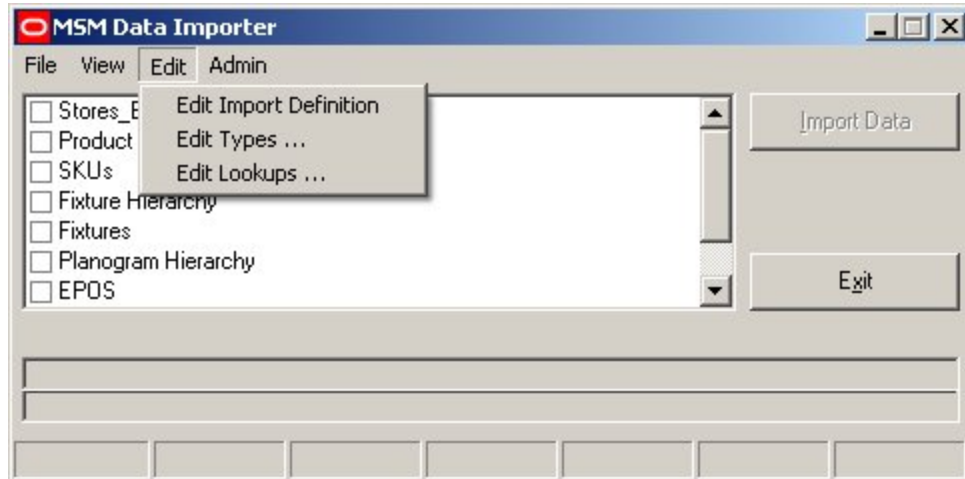 MSM Data Importer
File View Edit Admin
Edit Import Definition
Edit Types ...
Edit Lookups ...
Stores_
Product
SKUs
Fixture Hierarchy
Fixtures
Planogram Hierarchy
EPOS
Import Data
Exit